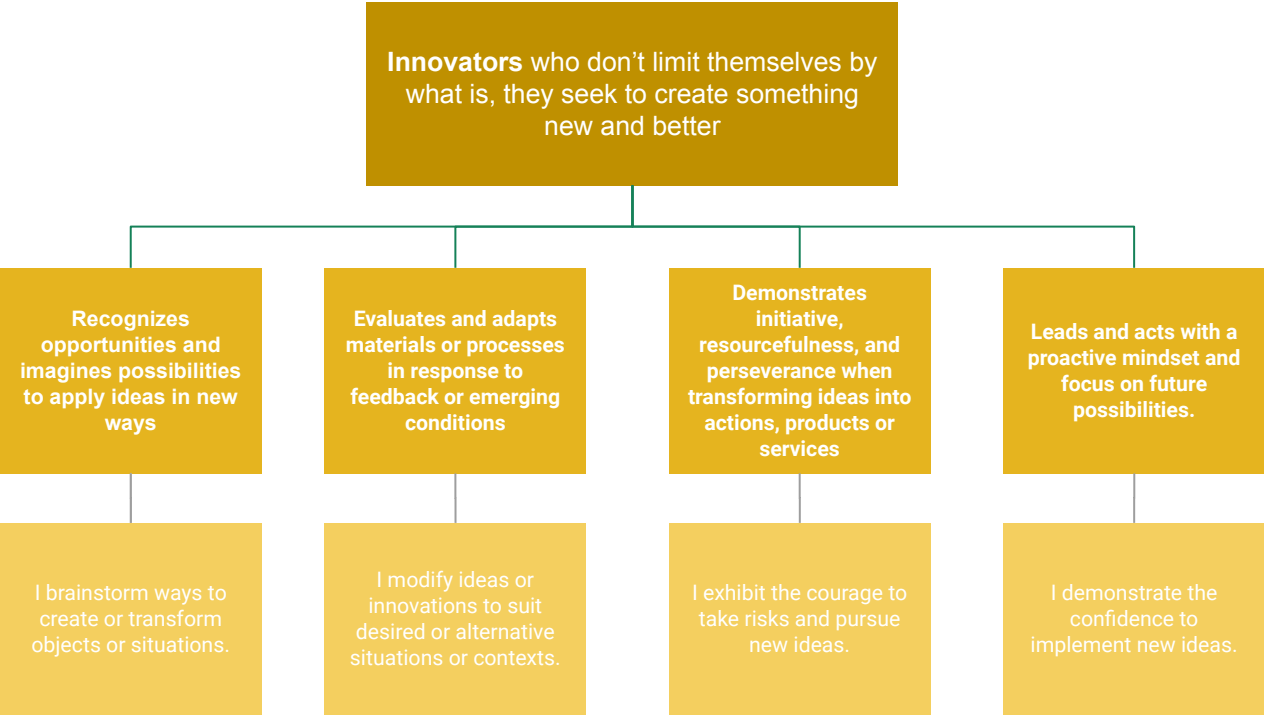 Innovators who don’t limit themselves by
what is, they seek to create something
new and better
Recognizes
opportunities and
imagines possibilities
to apply ideas in new
ways
Evaluates and adapts
materials or processes
in response to
feedback or emerging
conditions
Demonstrates
initiative,
resourcefulness, and
perseverance when
transforming ideas into
actions, products or
services
Leads and acts with a
proactive mindset and
focus on future
possibilities.
I brainstorm ways to
create or transform
objects or situations.
I modify ideas or
innovations to suit
desired or alternative
situations or contexts.
I exhibit the courage to
take risks and pursue
new ideas.
I demonstrate the
confidence to
implement new ideas.